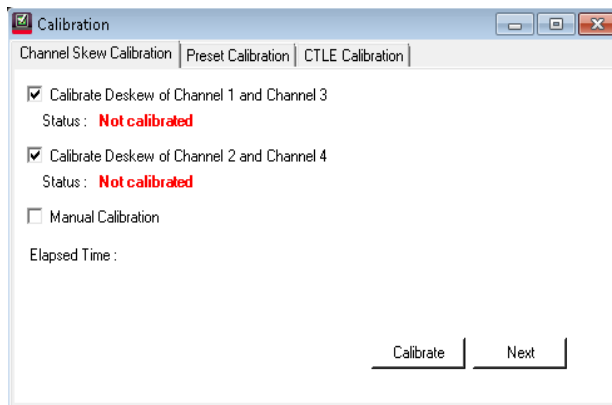 Calibration
Channel Skew Calibration Preset Calibration CTLE Calibration
Calibrate Deskew of Channel 1 and Channel 3
Status : Not calibrated
Calibrate Deskew of Channel 2 and Channel 4
Status : Not calibrated
Manual Calibration
Elapsed Time :
Calibrate Next